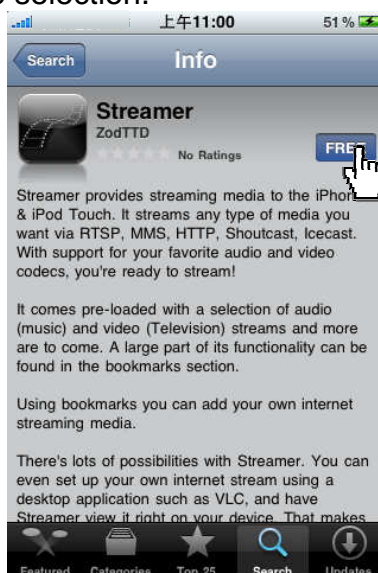 selection.
上午11:00 51 %
Search Info
Streamer
ZodTTD
No Ratings
FREE
Streamer provides streaming media to the iPhone
& iPod Touch. It streams any type of media you
want via RTSP, MMS, HTTP, Shoutcast, Icecast.
With support for your favorite audio and video
codecs, you're ready to stream!
It comes pre-loaded with a selection of audio
(music) and video (Television) streams and more
are to come. A large part of its functionality can be
found in the bookmarks section.
Using bookmarks you can add your own internet
streaming media.
There's lots of possibilities with Streamer. You can
even set up your own internet stream using a
desktop application such as VLC, and have
Streamer view it right on your device. That makes
Featured Categories Top 25 Search Updates